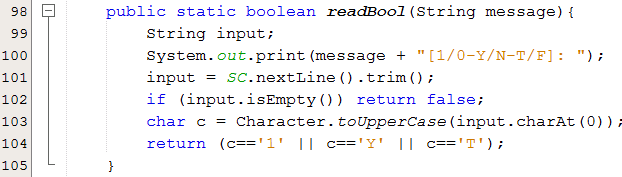 98 public static boolean readBool(String message){
99 String input;
100 System.out.print(message + "[1/0-Y/N-T/F]: ");
101 input = SC.nextLine().trim();
102 if (input.isEmpty()) return false;
103 char c = Character.toUpperCase(input.charAt(0));
104 return (c=='1' || c=='Y' || c=='T');
105 }